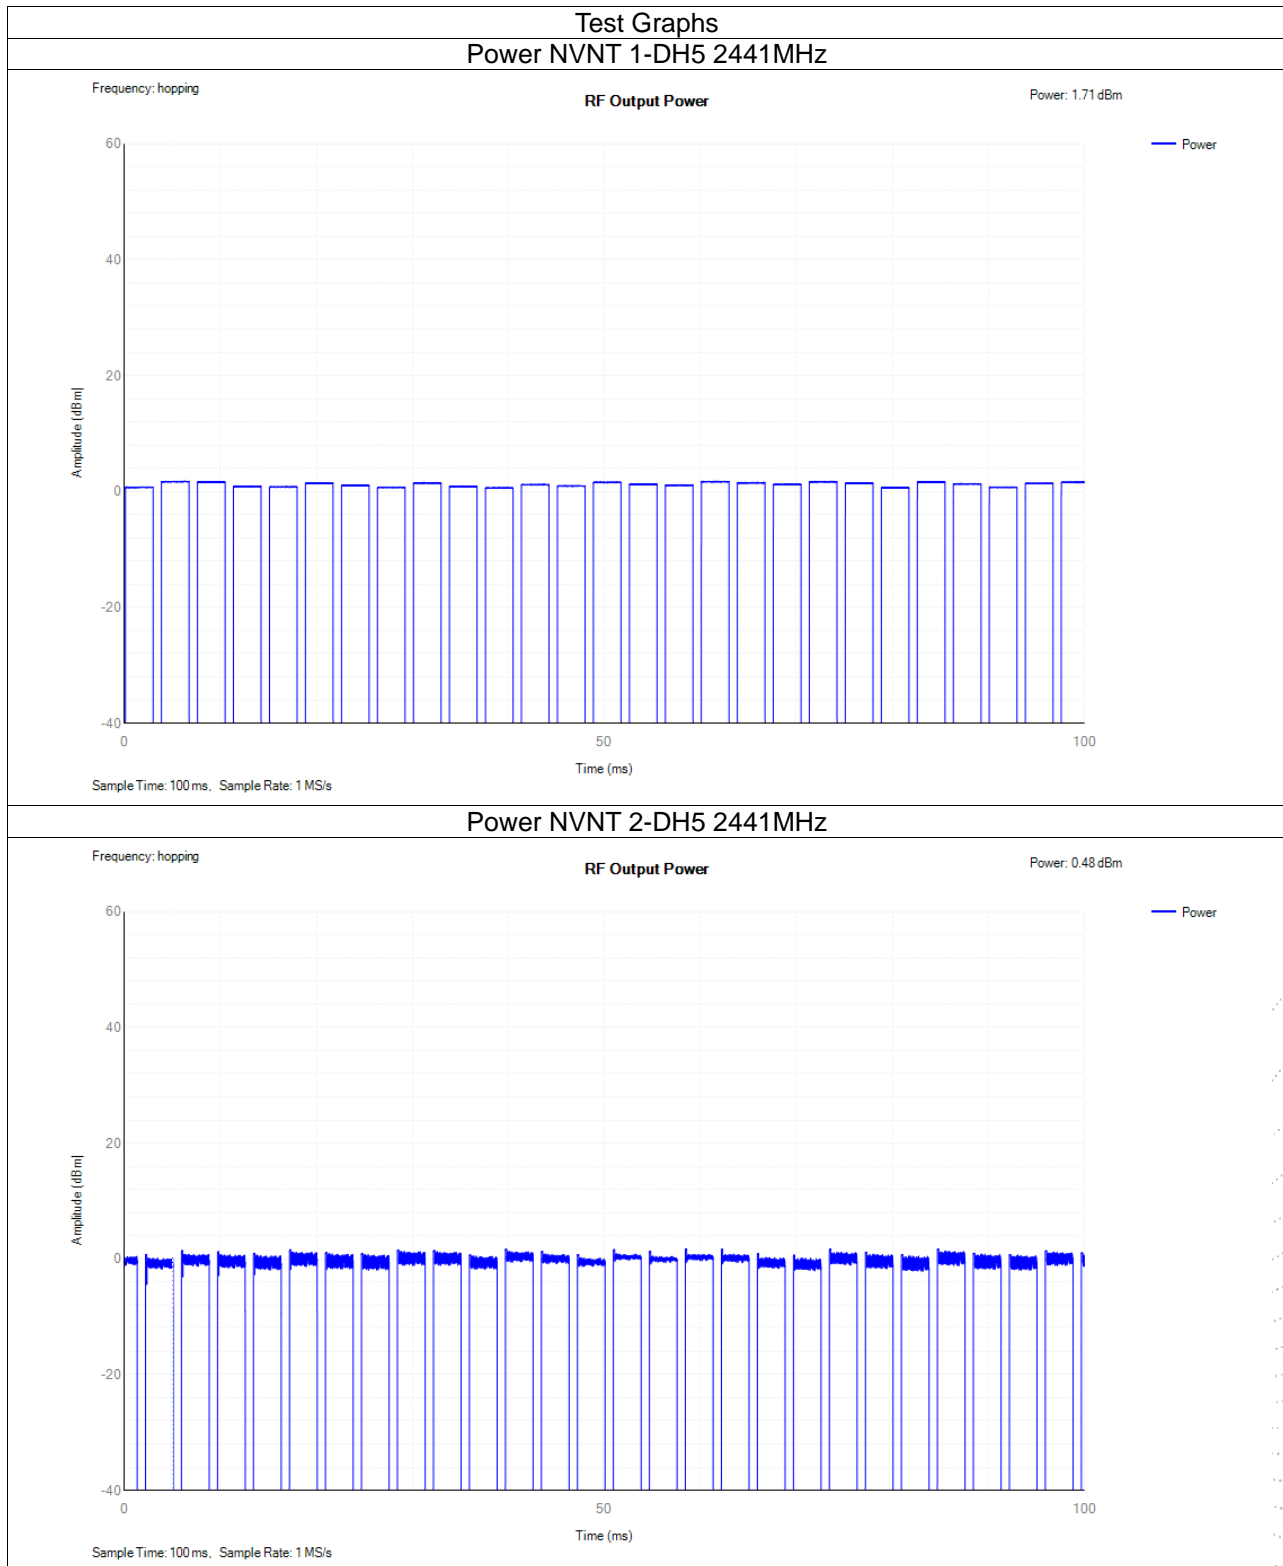 Test Graphs
Power NVNT 1-DH5 2441MHz
Frequency: hopping
RF Output Power
Power: 1.71 dBm
Power
60
40
20
0
-20
-40
Amplitude (dBm)
0
50
100
Time (ms)
Sample Time: 100 ms, Sample Rate: 1 MS/s
Power NVNT 2-DH5 2441MHz
Frequency: hopping
RF Output Power
Power: 0.48 dBm
Power
60
40
20
0
-20
-40
Amplitude (dBm)
0
50
100
Time (ms)
Sample Time: 100 ms, Sample Rate: 1 MS/s